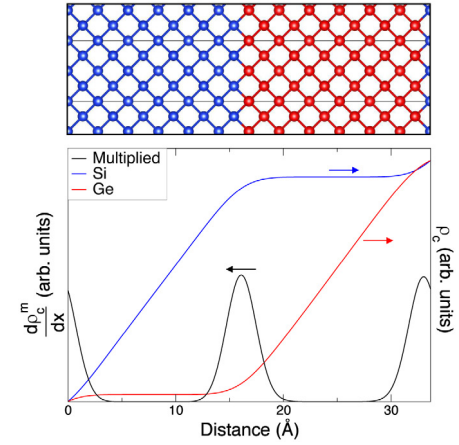 Multiplied
Si
Ge
dρ_c^m
dx
(arb. units)
ρ_c (arb. units)
0
10
20
30
Distance (Å)